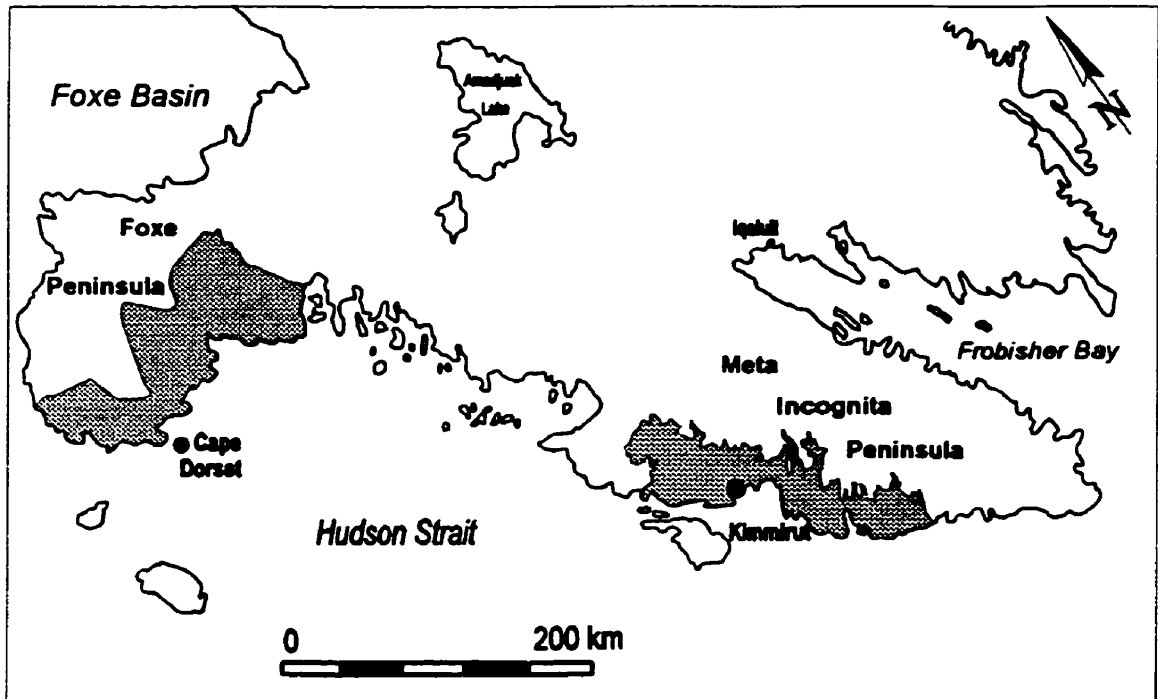 Foxe Basin
Amadjuak
Lake
N
Foxe
Peninsula
Iqaluit
Frobisher Bay
Meta
Incognita
Peninsula
Cape
Dorset
Hudson Strait
Kimmirut
0 200 km